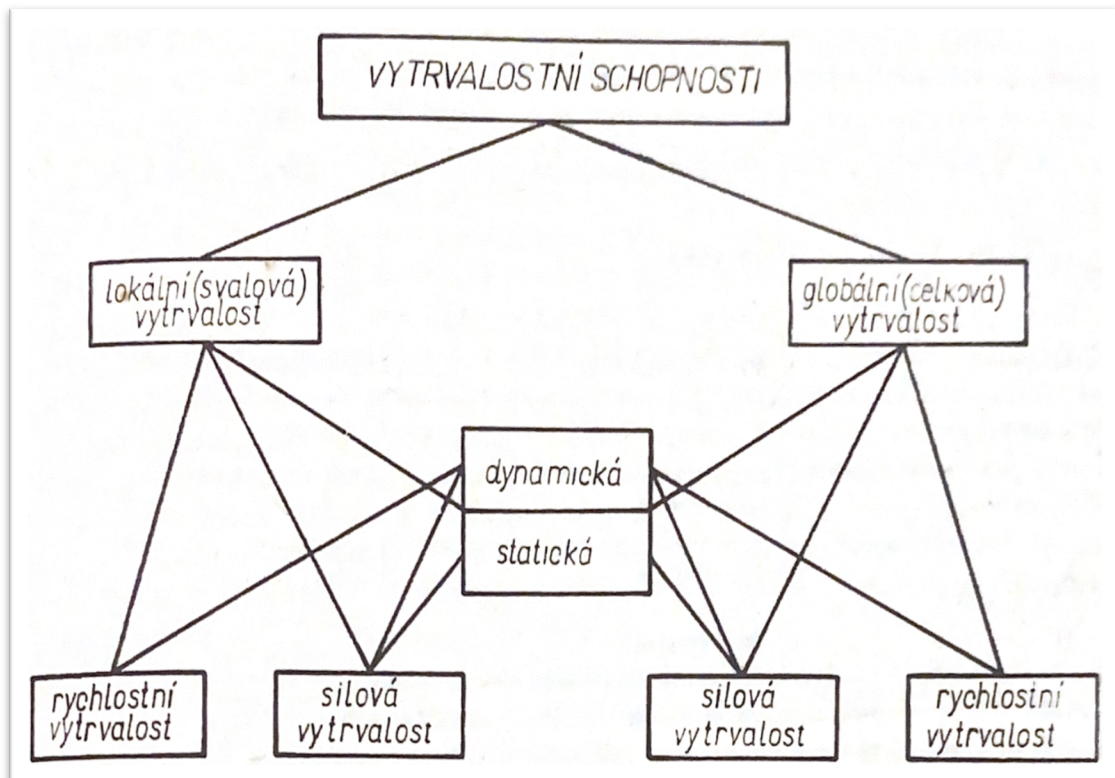 VYTRVALOSTNÍ SCHOPNOSTI
lokální(svalová)
vytrvalost
globální(celková)
vytrvalost
dynamická
statická
rychlostní
vytrvalost
silová
vytrvalost
silová
vytrvalost
rychlostní
vytrvalost